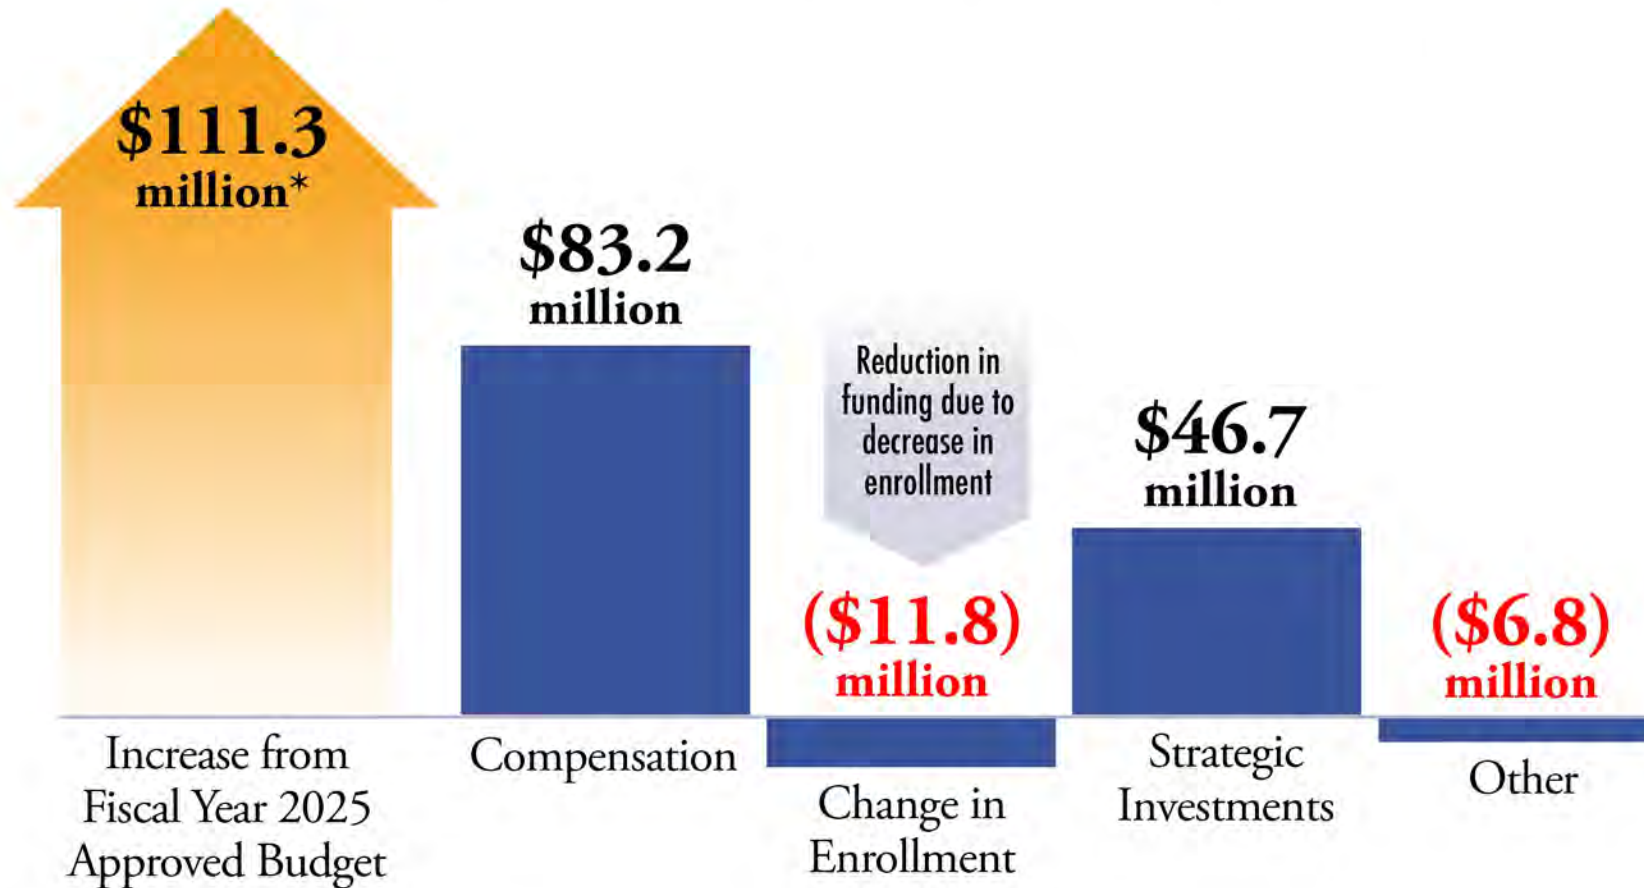 $111.3
million*
$83.2
million
Reduction in
funding due to
decrease in
enrollment
$46.7
million
($11.8)
million
($6.8)
million
Increase from
Fiscal Year 2025
Approved Budget
Compensation
Change in
Enrollment
Strategic
Investments
Other